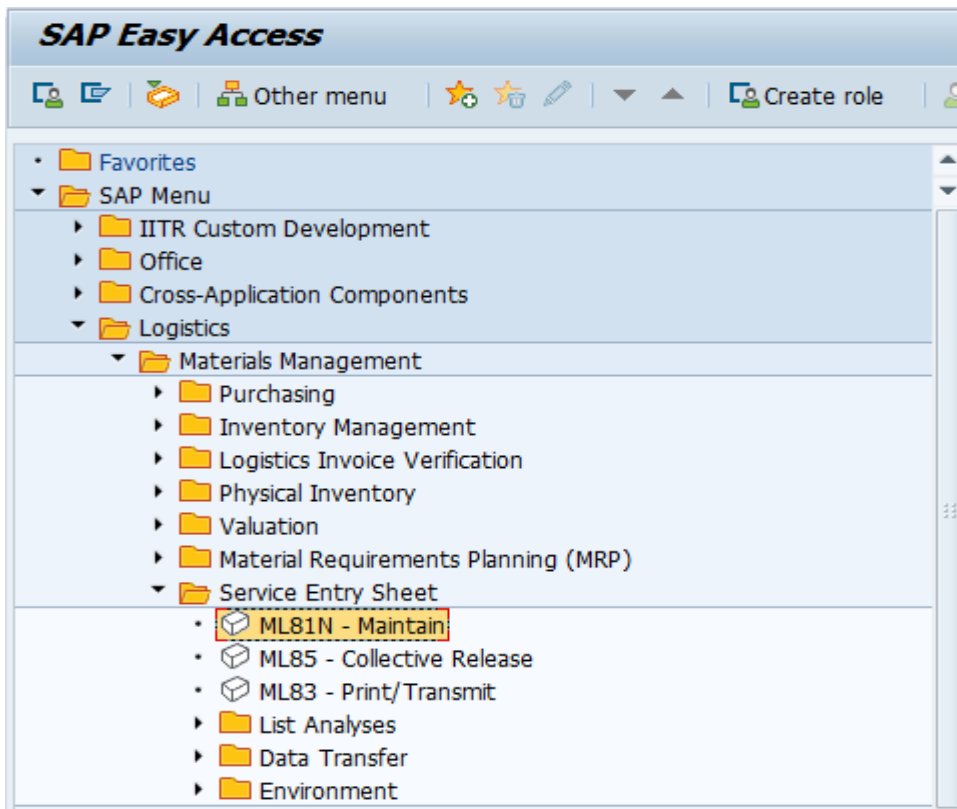 SAP Easy Access
Other menu Create role
Favorites
SAP Menu
IITR Custom Development
Office
Cross-Application Components
Logistics
Materials Management
Purchasing
Inventory Management
Logistics Invoice Verification
Physical Inventory
Valuation
Material Requirements Planning (MRP)
Service Entry Sheet
ML81N - Maintain
ML85 - Collective Release
ML83 - Print/Transmit
List Analyses
Data Transfer
Environment